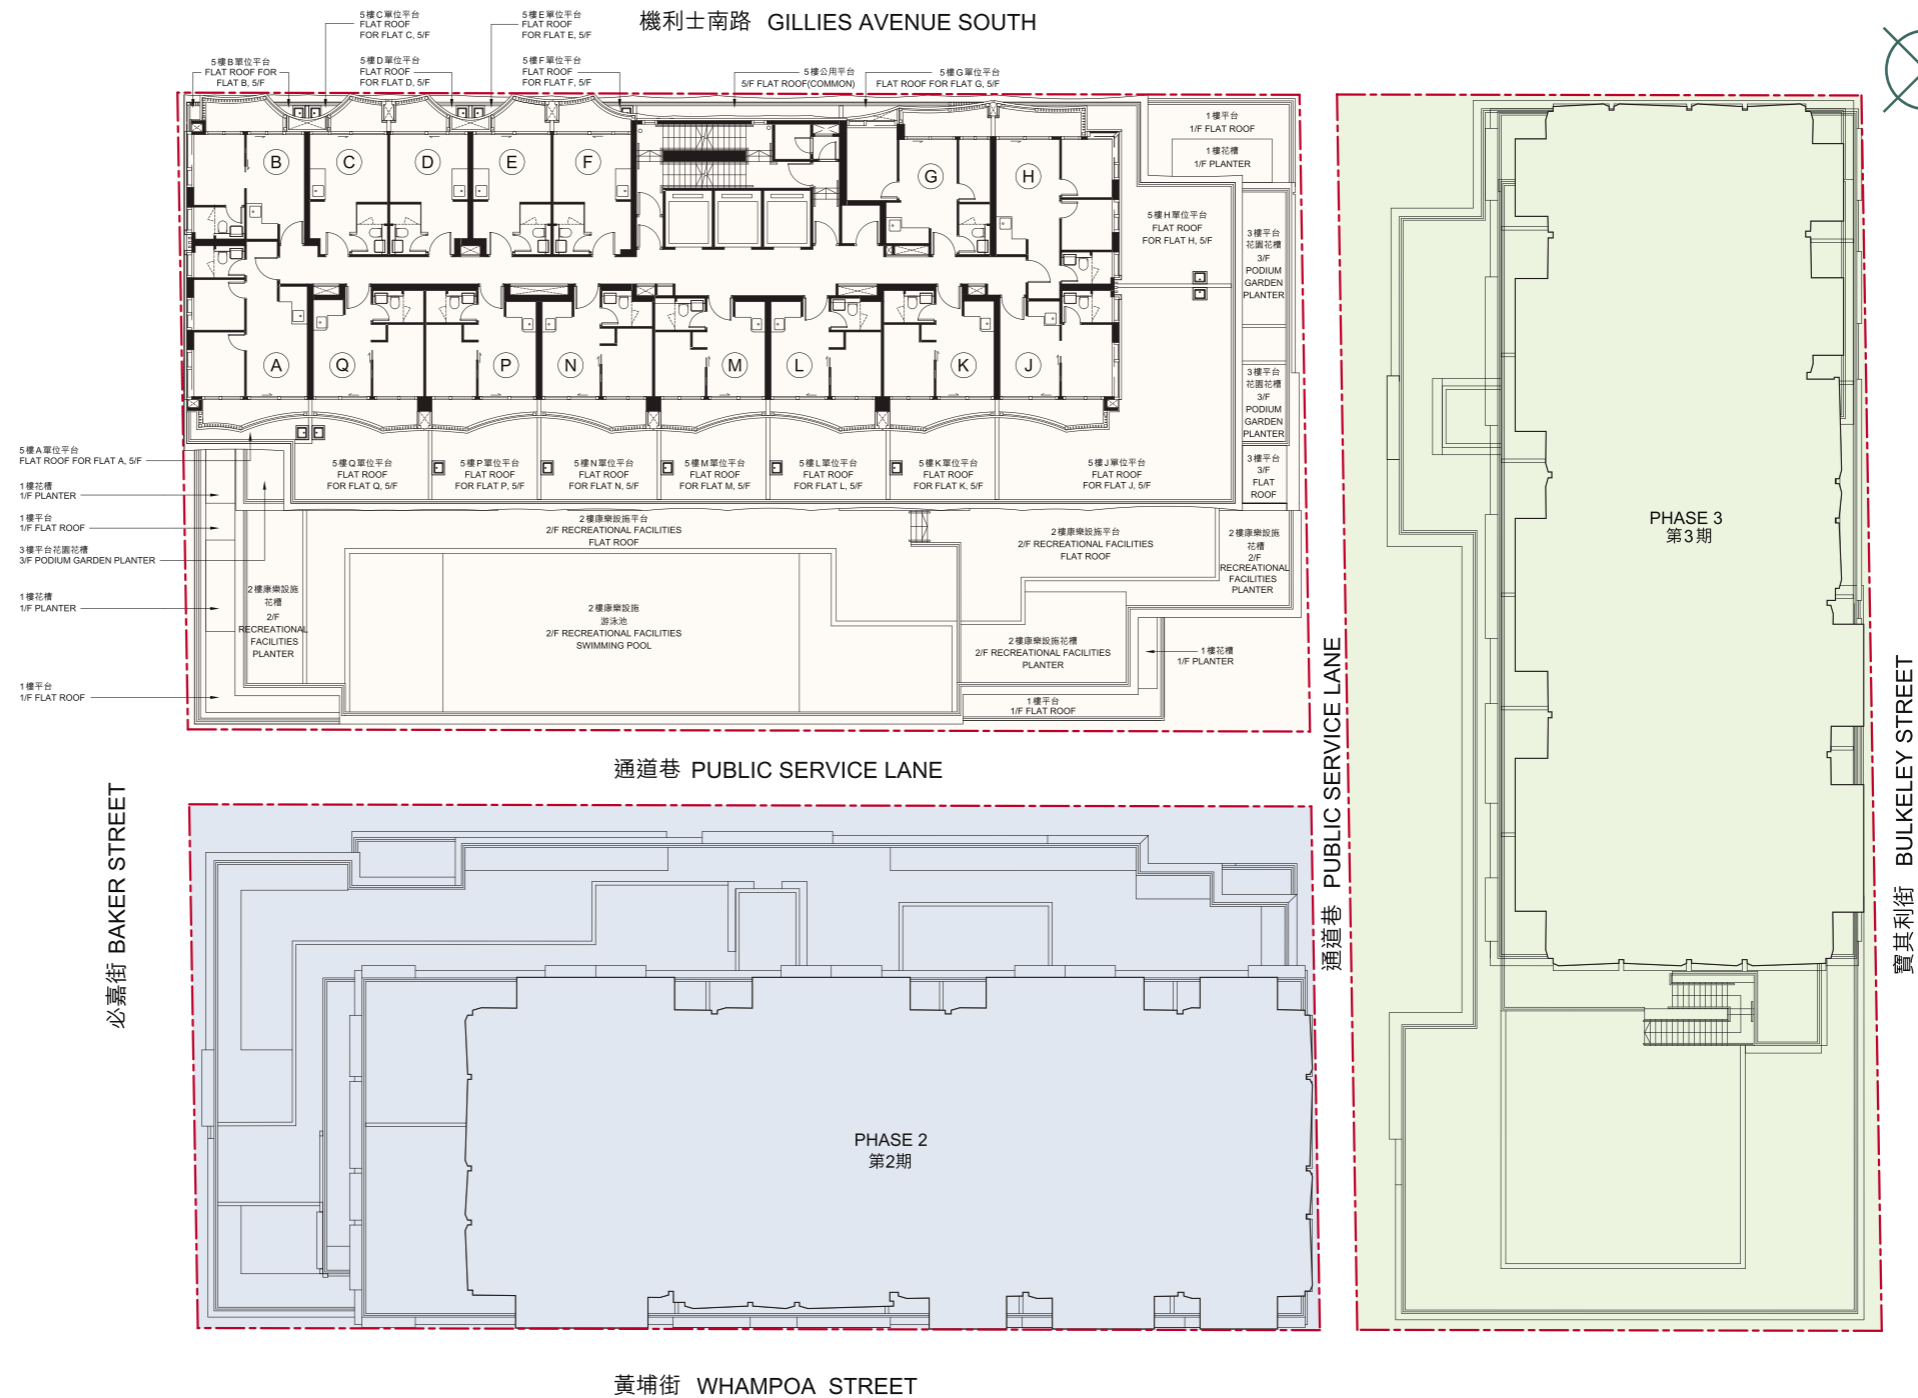 機利士南路 GILLIES AVENUE SOUTH
5樓B單位平台
FLAT ROOF FOR
FLAT B, 5/F
5樓C單位平台
FLAT ROOF
FOR FLAT C, 5/F
5樓D單位平台
FLAT ROOF
FOR FLAT D, 5/F
5樓E單位平台
FLAT ROOF
FOR FLAT E, 5/F
5樓F單位平台
FLAT ROOF
FOR FLAT F, 5/F
5樓公用平台
5/F FLAT ROOF(COMMON)
5樓G單位平台
FLAT ROOF FOR FLAT G, 5/F
1樓平台
1/F FLAT ROOF
1樓花槽
1/F PLANTER
B
C
D
E
F
G
H
5樓H單位平台
FLAT ROOF
FOR FLAT H, 5/F
3樓平台
花園花槽
3/F
PODIUM
GARDEN
PLANTER
A
Q
P
N
M
L
K
J
3樓平台
花園花槽
3/F
PODIUM
GARDEN
PLANTER
3樓平台
3/F
FLAT
ROOF
5樓A單位平台
FLAT ROOF FOR FLAT A, 5/F
1樓花槽
1/F PLANTER
1樓平台
1/F FLAT ROOF
3樓平台花園花槽
3/F PODIUM GARDEN PLANTER
1樓花槽
1/F PLANTER
1樓平台
1/F FLAT ROOF
5樓Q單位平台
FLAT ROOF
FOR FLAT Q, 5/F
5樓P單位平台
FLAT ROOF
FOR FLAT P, 5/F
5樓N單位平台
FLAT ROOF
FOR FLAT N, 5/F
5樓M單位平台
FLAT ROOF
FOR FLAT M, 5/F
5樓L單位平台
FLAT ROOF
FOR FLAT L, 5/F
5樓K單位平台
FLAT ROOF
FOR FLAT K, 5/F
5樓J單位平台
FLAT ROOF
FOR FLAT J, 5/F
2樓康樂設施平台
2/F RECREATIONAL FACILITIES
FLAT ROOF
2樓康樂設施平台
2/F RECREATIONAL FACILITIES
FLAT ROOF
2樓康樂設施
花槽
2/F
RECREATIONAL
FACILITIES
PLANTER
2樓康樂設施
花槽
2/F
RECREATIONAL
FACILITIES
PLANTER
2樓康樂設施
游泳池
2/F RECREATIONAL FACILITIES
SWIMMING POOL
2樓康樂設施花槽
2/F RECREATIONAL FACILITIES
PLANTER
1樓花槽
1/F PLANTER
1樓平台
1/F FLAT ROOF
通道巷 PUBLIC SERVICE LANE
通道巷 PUBLIC SERVICE LANE
必嘉街 BAKER STREET
PHASE 2
第2期
PHASE 3
第3期
寶其利街 BULKELEY STREET
黃埔街 WHAMPOA STREET